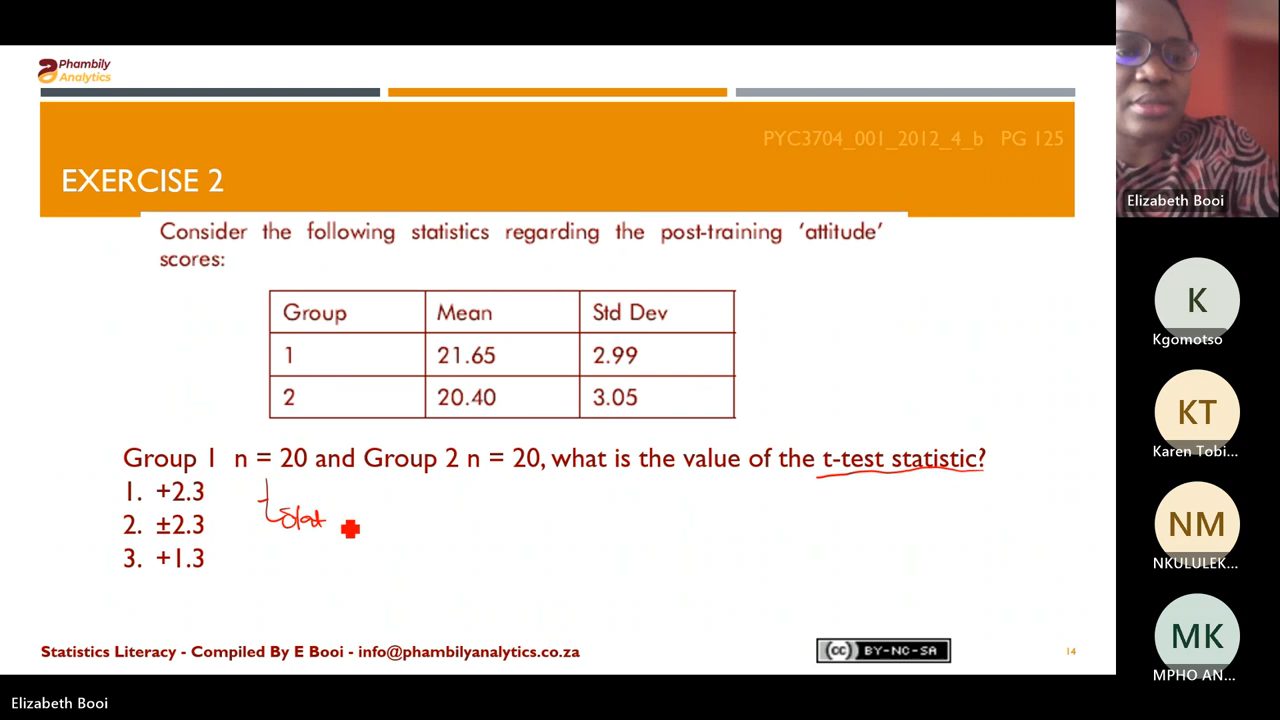 Phambily
Analytics
PYC3704_001_2012_4_b PG 125
EXERCISE 2
Consider the following statistics regarding the post-training ‘attitude’
scores:
Group Mean Std Dev
1 21.65 2.99
2 20.40 3.05
Group 1 n = 20 and Group 2 n = 20, what is the value of the t-test statistic?
1. +2.3
2. ±2.3
3. +1.3
tstat
Statistics Literacy - Compiled By E Booi - info@phambilyanalytics.co.za
cc BY-NC-SA
14
Elizabeth Booi
K
Kgomotso
KT
Karen Tobi...
NM
NKULULEK...
MK
MPHO AN...
Elizabeth Booi